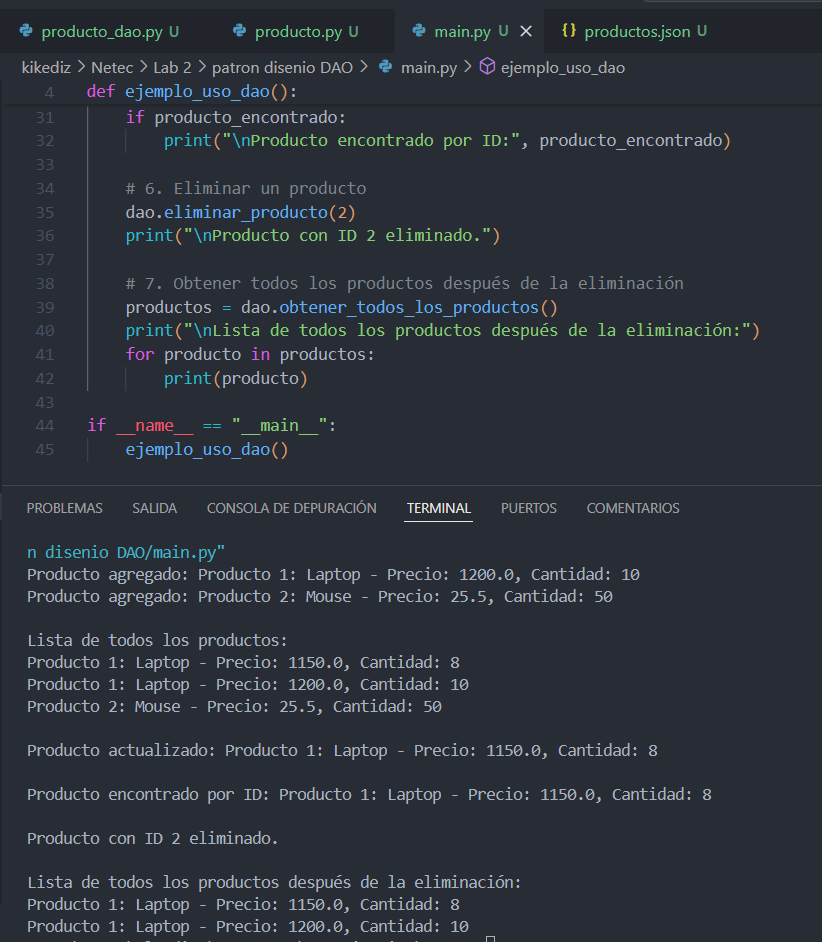 producto_dao.py U producto.py U main.py U × {} productos.json U
kikediz > Netec > Lab 2 > patron disenio DAO > main.py > ejemplo_uso_dao
4 def ejemplo_uso_dao():
31 if producto_encontrado:
32 print("\nProducto encontrado por ID:", producto_encontrado)
33
34 # 6. Eliminar un producto
35 dao.eliminar_producto(2)
36 print("\nProducto con ID 2 eliminado.")
37
38 # 7. Obtener todos los productos después de la eliminación
39 productos = dao.obtener_todos_los_productos()
40 print("\nLista de todos los productos después de la eliminación:")
41 for producto in productos:
42 print(producto)
43
44 if __name__ == "__main__":
45 ejemplo_uso_dao()
PROBLEMAS SALIDA CONSOLA DE DEPURACIÓN TERMINAL PUERTOS COMENTARIOS
n disenio DAO/main.py"
Producto agregado: Producto 1: Laptop - Precio: 1200.0, Cantidad: 10
Producto agregado: Producto 2: Mouse - Precio: 25.5, Cantidad: 50
Lista de todos los productos:
Producto 1: Laptop - Precio: 1150.0, Cantidad: 8
Producto 1: Laptop - Precio: 1200.0, Cantidad: 10
Producto 2: Mouse - Precio: 25.5, Cantidad: 50
Producto actualizado: Producto 1: Laptop - Precio: 1150.0, Cantidad: 8
Producto encontrado por ID: Producto 1: Laptop - Precio: 1150.0, Cantidad: 8
Producto con ID 2 eliminado.
Lista de todos los productos después de la eliminación:
Producto 1: Laptop - Precio: 1150.0, Cantidad: 8
Producto 1: Laptop - Precio: 1200.0, Cantidad: 10